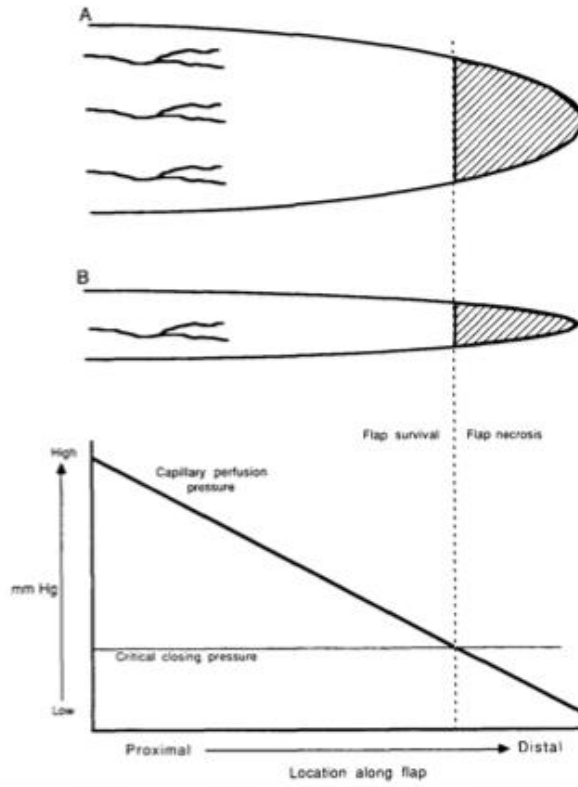 A
B
Flap survival
Flap necrosis
High
Capillary perfusion
pressure
mm Hg
Critical closing pressure
Low
Proximal
Distal
Location along flap